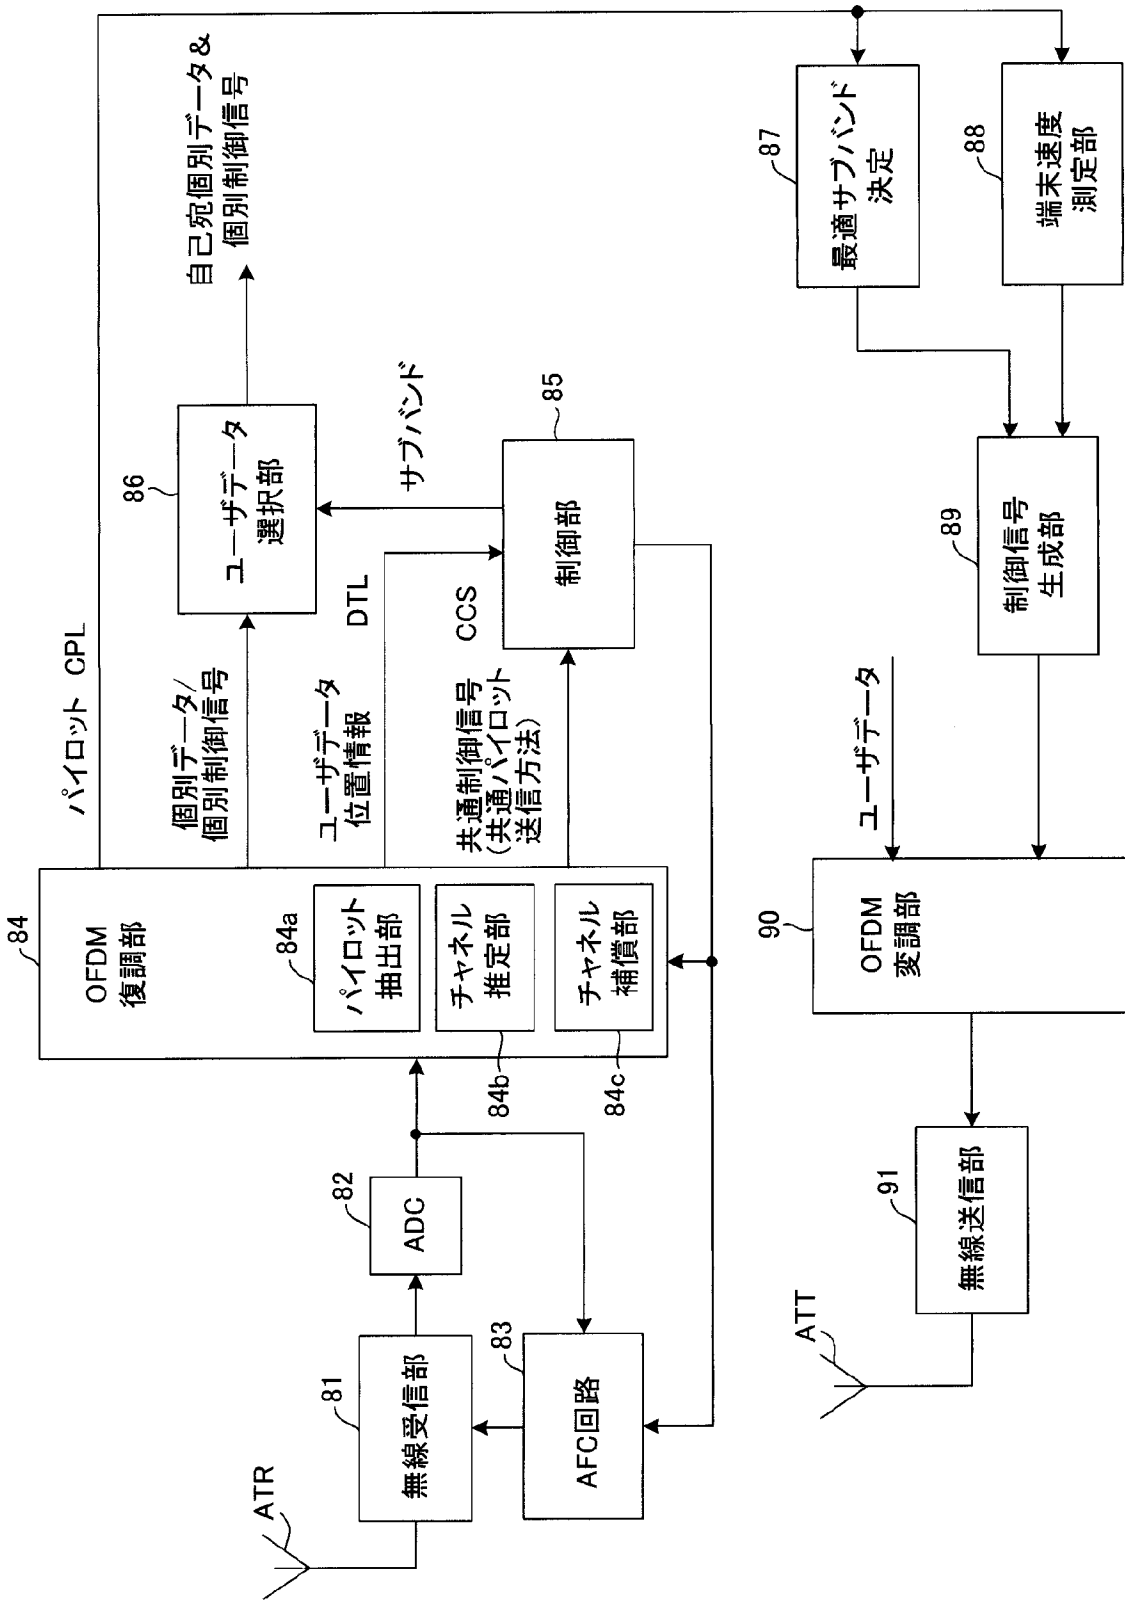 ATR
81
無線受信部
82
ADC
83
AFC回路
84
OFDM
復調部
84a
パイロット
抽出部
84b
チャネル
推定部
84c
チャネル
補償部
パイロット CPL
個別データ/
個別制御信号
ユーザデータ
位置情報
DTL
共通制御信号
(共通パイロット
送信方法)
CCS
86
ユーザデータ
選択部
自己宛個別データ&
個別制御信号
サブバンド
85
制御部
87
最適サブバンド
決定
88
端末速度
測定部
89
制御信号
生成部
ユーザデータ
90
OFDM
変調部
91
無線送信部
ATT